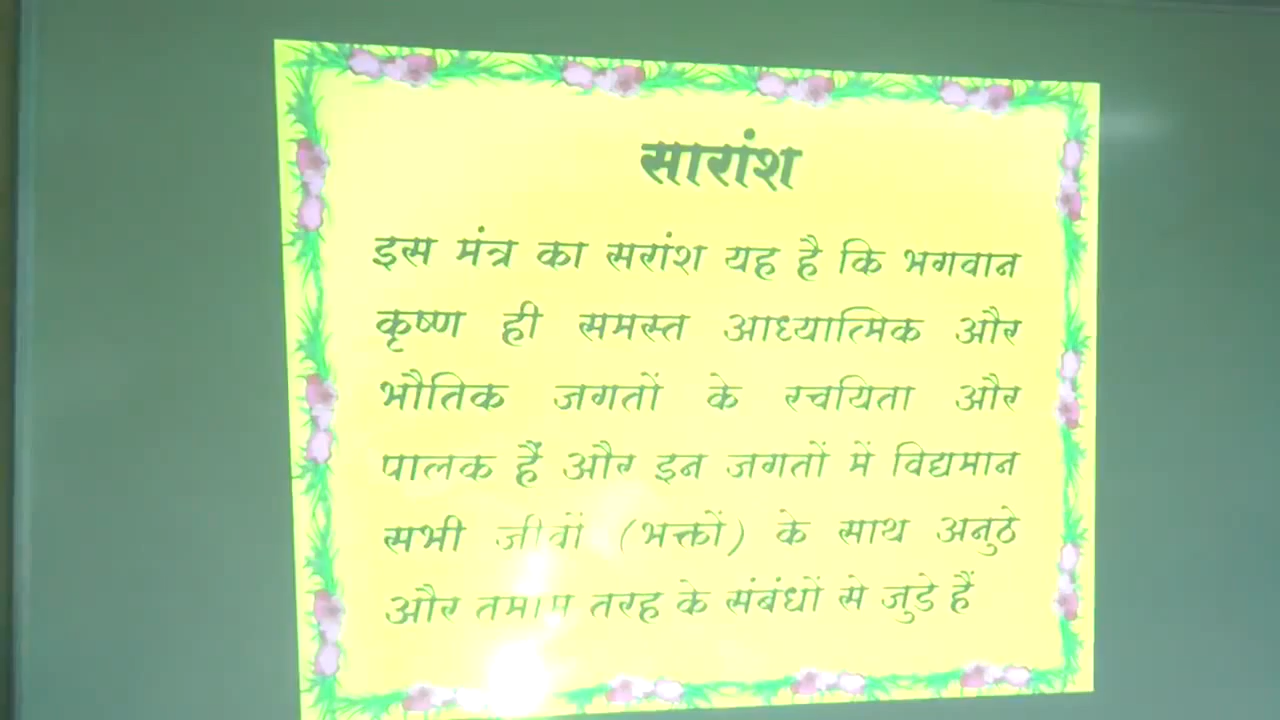 सारांश
इस मंत्र का सरांश यह है कि भगवान
कृष्ण ही समस्त आध्यात्मिक और
भौतिक जगतों के रचयिता और
पालक हैं और इन जगतों में विद्यमान
सभी जीवों (भक्तों) के साथ अनुठे
और तमाम तरह के संबंधों से जुडे हैं